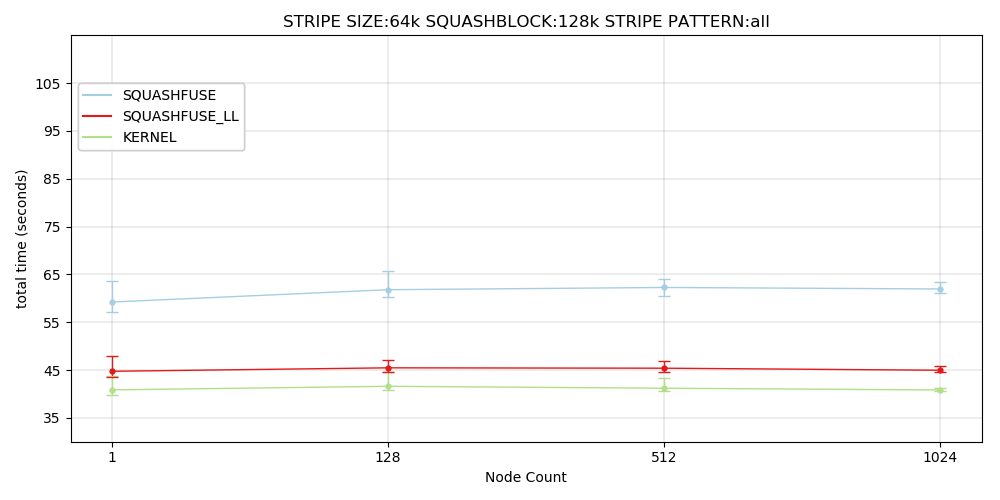 STRIPE SIZE:64k SQUASHBLOCK:128k STRIPE PATTERN:all
105
95
85
75
65
55
45
35
total time (seconds)
SQUASHFUSE
SQUASHFUSE_LL
KERNEL
1 128 512 1024
Node Count